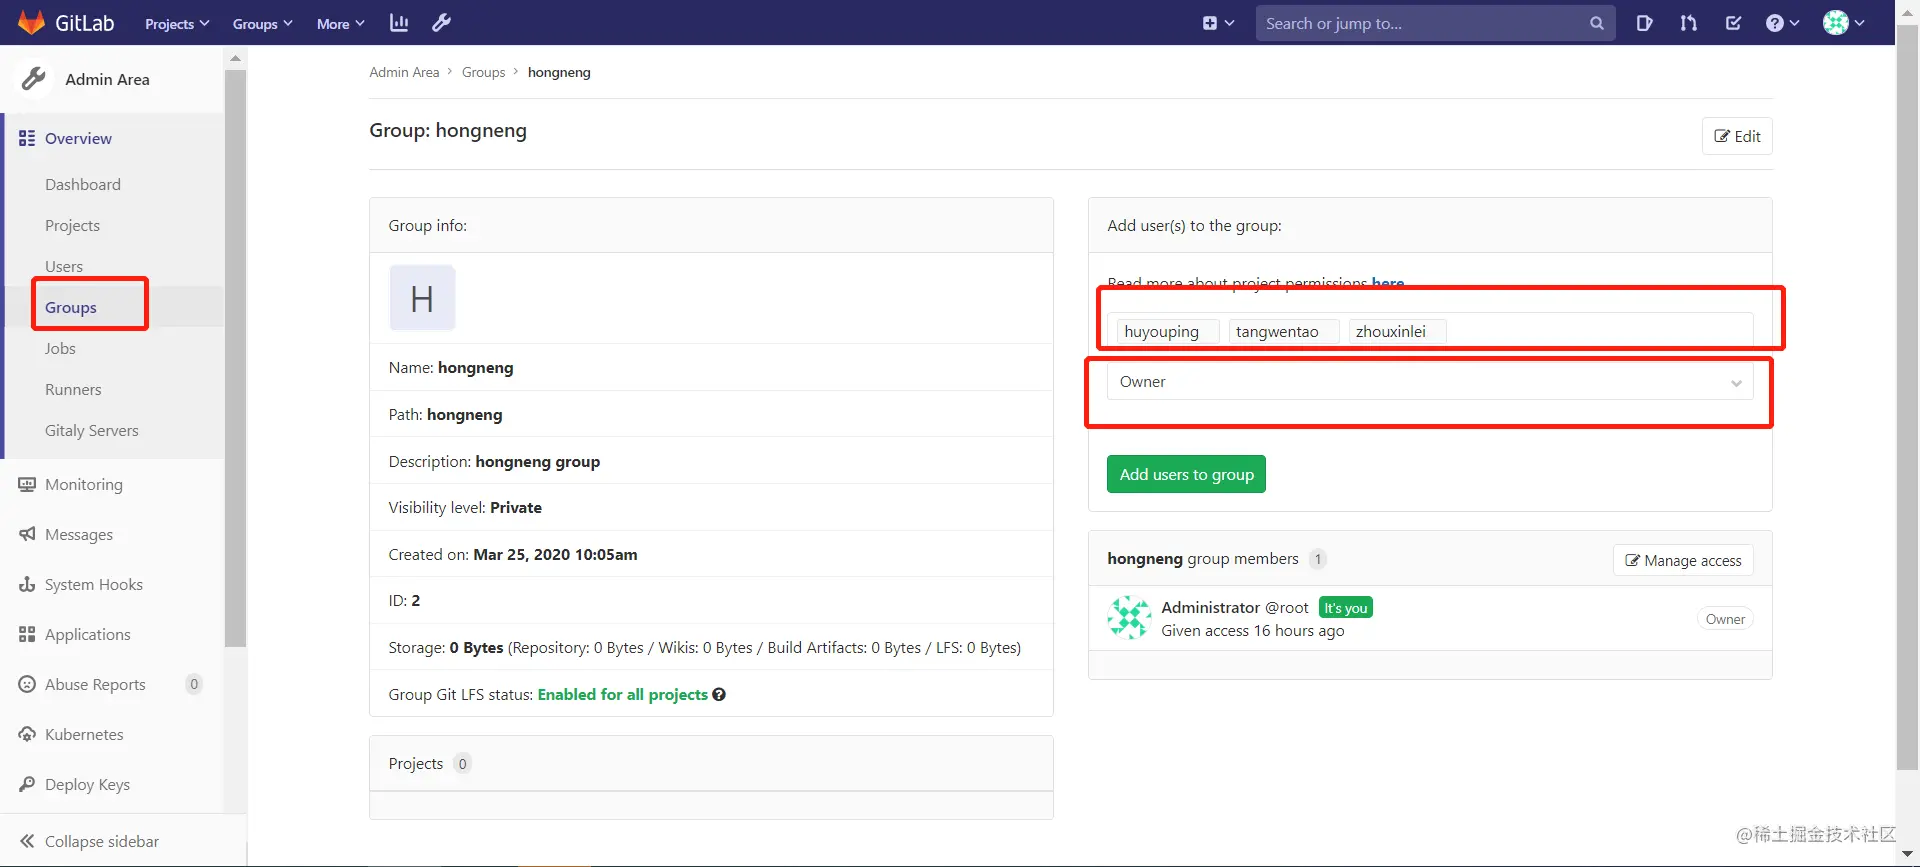 GitLab Projects Groups More Search or jump to...
Admin Area
Overview
Dashboard
Projects
Users
Groups
Jobs
Runners
Gitaly Servers
Monitoring
Messages
System Hooks
Applications
Abuse Reports 0
Kubernetes
Deploy Keys
Collapse sidebar
Admin Area > Groups > hongneng
Group: hongneng
Edit
Group info:
H
Name: hongneng
Path: hongneng
Description: hongneng group
Visibility level: Private
Created on: Mar 25, 2020 10:05am
ID: 2
Storage: 0 Bytes (Repository: 0 Bytes / Wikis: 0 Bytes / Build Artifacts: 0 Bytes / LFS: 0 Bytes)
Group Git LFS status: Enabled for all projects
Projects 0
Add user(s) to the group:
Read more about project permissions here
huyouping tangwentao zhouxinlei
Owner
Add users to group
hongneng group members 1
Manage access
Administrator @root It's you
Given access 16 hours ago
Owner
@稀土掘金技术社区